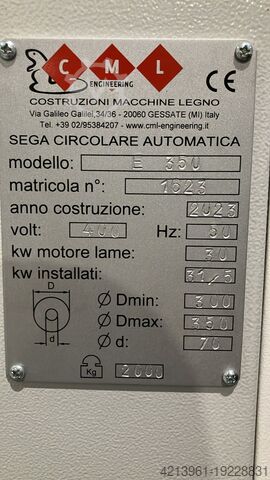 CML
ENGINEERING
CE
COSTRUZIONI MACCHINE LEGNO
Via Galileo Galilei,34/36 - 20060 GESSATE (MI) Italy
Tel. +39 02/95384207 - www.cml-engineering.it
SEGA CIRCOLARE AUTOMATICA
modello: E 350
matricola n°: 1623
anno costruzione: 2023
volt: 400 Hz: 50
kw motore lame: 30
kw installati: 31/5
D
Ø Dmin: 300
Ø Dmax: 350
d
Ø d: 70
Kg 2000
4213961-19228831